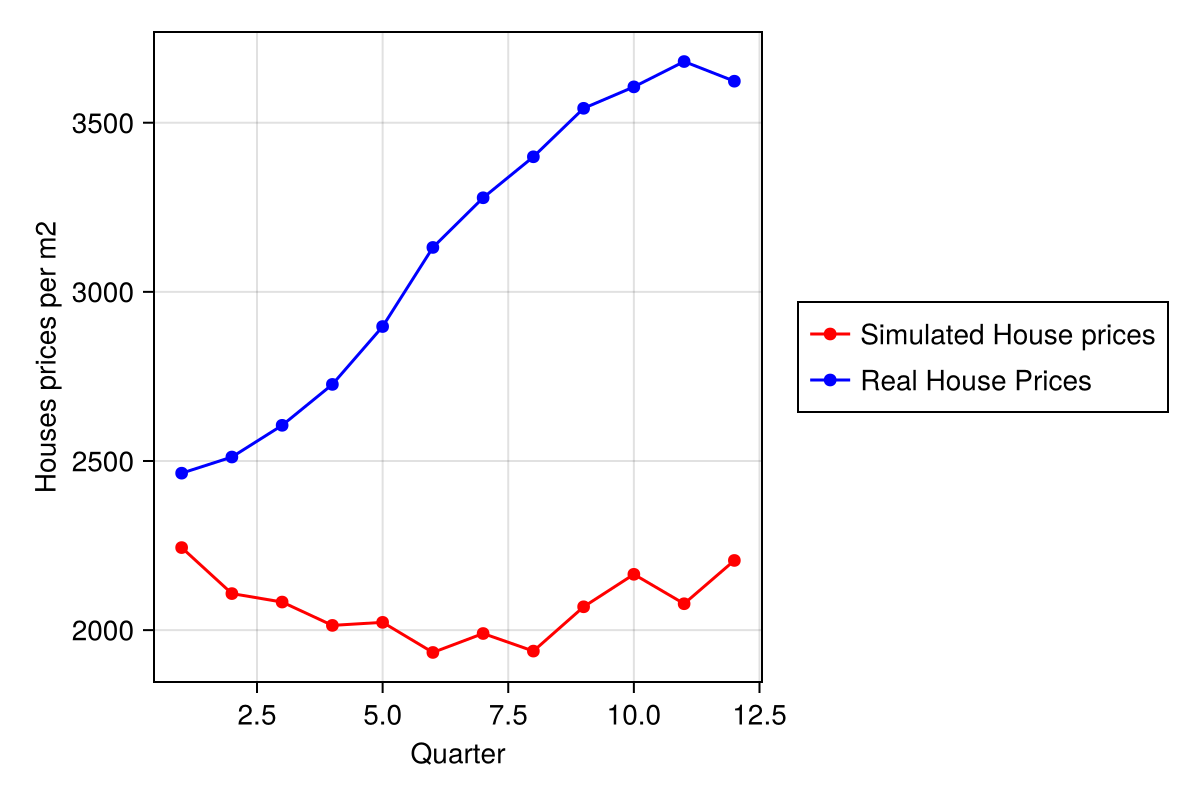 Houses prices per m2
3500
3000
2500
2000
2.5 5.0 7.5 10.0 12.5
Quarter
Simulated House prices
Real House Prices